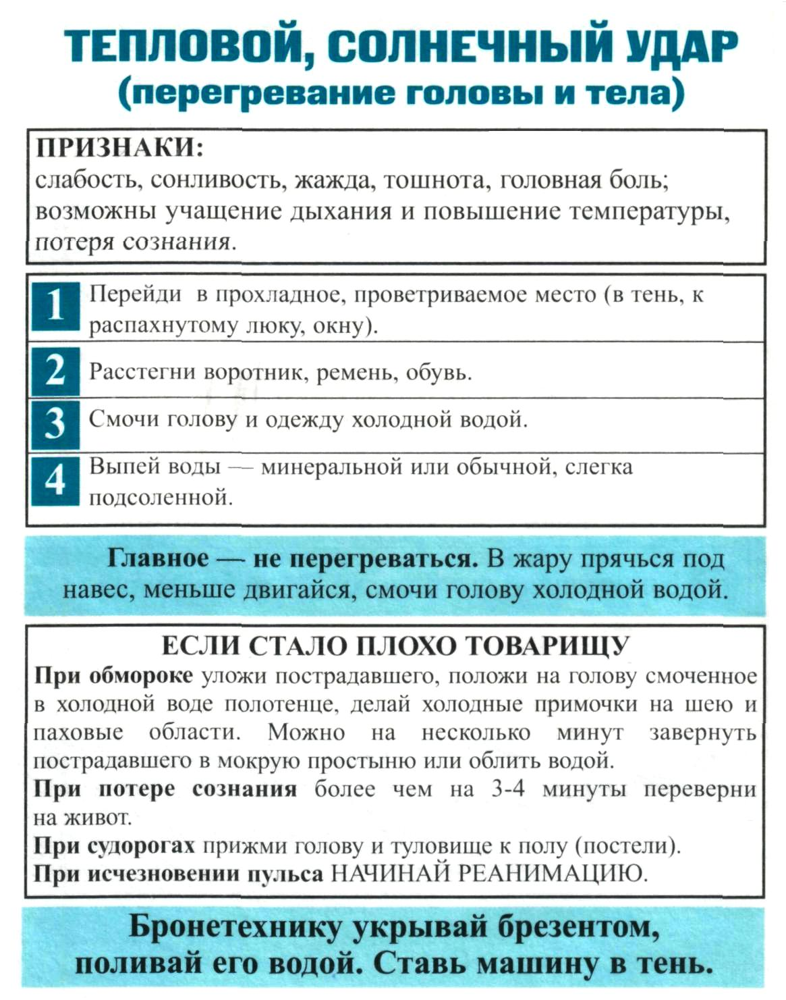 ТЕПЛОВОЙ, СОЛНЕЧНЫЙ УДАР
(перегревание головы и тела)
ПРИЗНАКИ:
слабость, сонливость, жажда, тошнота, головная боль;
возможны учащение дыхания и повышение температуры,
потеря сознания.
1 Перейди в прохладное, проветриваемое место (в тень, к
распахнутому люку, окну).
2 Расстегни воротник, ремень, обувь.
3 Смочи голову и одежду холодной водой.
4 Выпей воды — минеральной или обычной, слегка
подсоленной.
Главное — не перегреваться. В жару прячься под
навес, меньше двигайся, смочи голову холодной водой.
ЕСЛИ СТАЛО ПЛОХО ТОВАРИЩУ
При обмороке уложи пострадавшего, положи на голову смоченное
в холодной воде полотенце, делай холодные примочки на шею и
паховые области. Можно на несколько минут завернуть
пострадавшего в мокрую простыню или облить водой.
При потере сознания более чем на 3-4 минуты переверни
на живот.
При судорогах прижми голову и туловище к полу (постели).
При исчезновении пульса НАЧИНАЙ РЕАНИМАЦИЮ.
Бронетехнику укрывай брезентом,
поливай его водой. Ставь машину в тень.